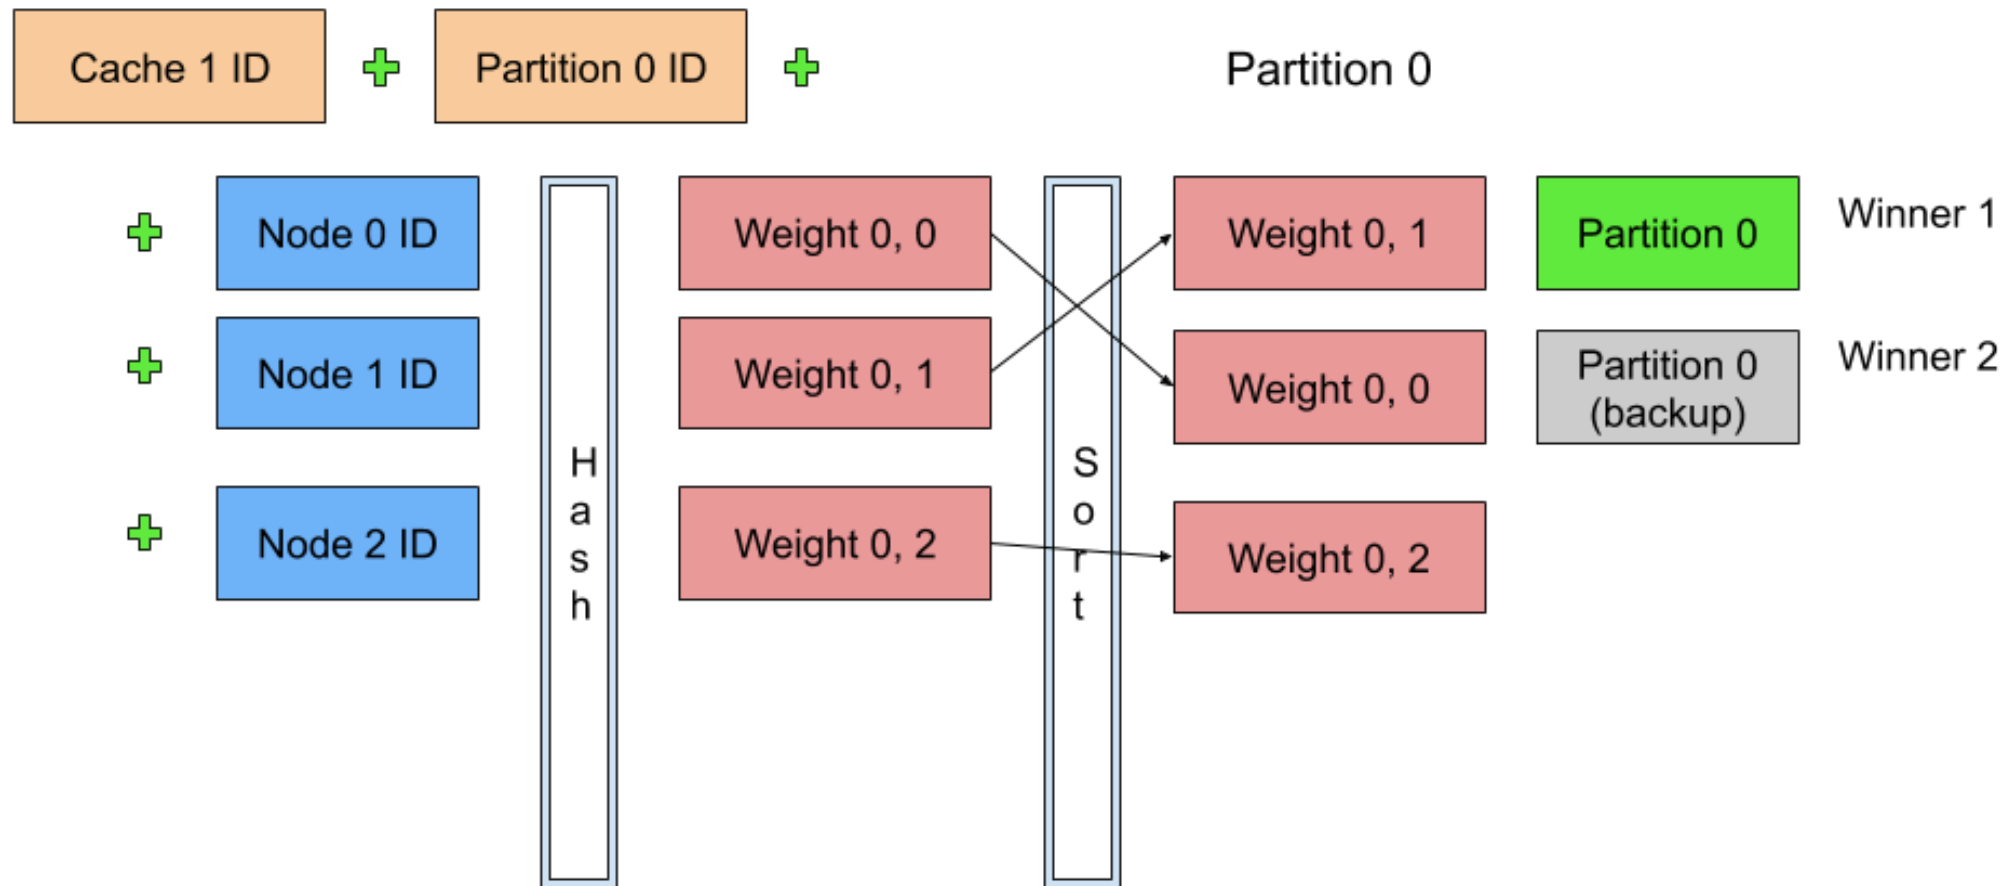 Cache 1 ID
Partition 0 ID
Partition 0
Node 0 ID
Weight 0, 0
Weight 0, 1
Partition 0
Winner 1
Node 1 ID
Weight 0, 1
Weight 0, 0
Partition 0
(backup)
Winner 2
Hash
Sort
Node 2 ID
Weight 0, 2
Weight 0, 2